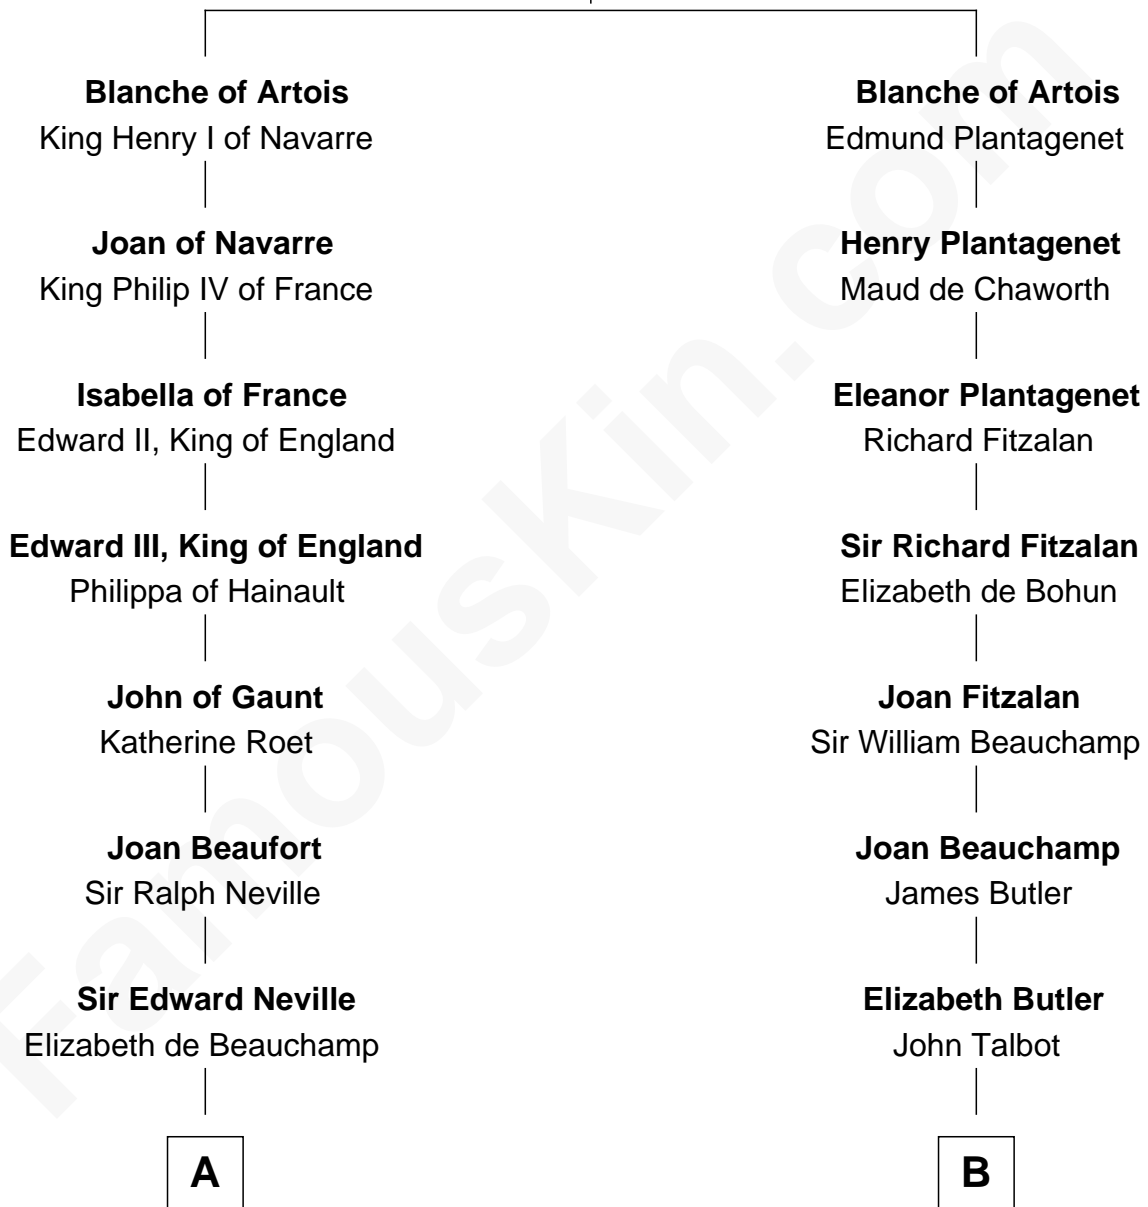 Blanche of Artois
King Henry I of Navarre
Joan of Navarre
King Philip IV of France
Isabella of France
Edward II, King of England
Edward III, King of England
Philippa of Hainault
John of Gaunt
Katherine Roet
Joan Beaufort
Sir Ralph Neville
Sir Edward Neville
Elizabeth de Beauchamp
A
Blanche of Artois
Edmund Plantagenet
Henry Plantagenet
Maud de Chaworth
Eleanor Plantagenet
Richard Fitzalan
Sir Richard Fitzalan
Elizabeth de Bohun
Joan Fitzalan
Sir William Beauchamp
Joan Beauchamp
James Butler
Elizabeth Butler
John Talbot
B
FamousKin.com